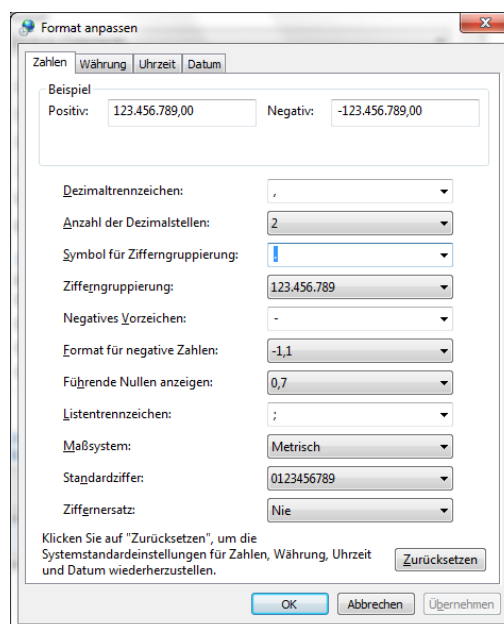 Format anpassen
Zahlen Währung Uhrzeit Datum
Beispiel
Positiv: 123.456.789,00 Negativ: -123.456.789,00
Dezimaltrennzeichen: ,
Anzahl der Dezimalstellen: 2
Symbol für Zifferngruppierung: .
Zifferngruppierung: 123.456.789
Negatives Vorzeichen: -
Format für negative Zahlen: -1,1
Führende Nullen anzeigen: 0,7
Listentrennzeichen: ;
Maßsystem: Metrisch
Standardziffer: 0123456789
Ziffernersatz: Nie
Klicken Sie auf "Zurücksetzen", um die
Systemstandardeinstellungen für Zahlen, Währung, Uhrzeit
und Datum wiederherzustellen.
Zurücksetzen
OK Abbrechen Übernehmen